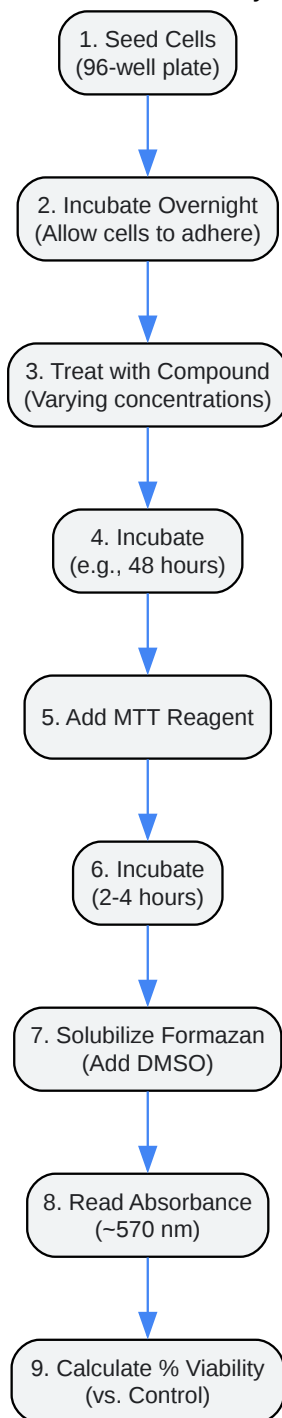 1. Seed Cells
(96-well plate)
2. Incubate Overnight
(Allow cells to adhere)
3. Treat with Compound
(Varying concentrations)
4. Incubate
(e.g., 48 hours)
5. Add MTT Reagent
6. Incubate
(2-4 hours)
7. Solubilize Formazan
(Add DMSO)
8. Read Absorbance
(~570 nm)
9. Calculate % Viability
(vs. Control)